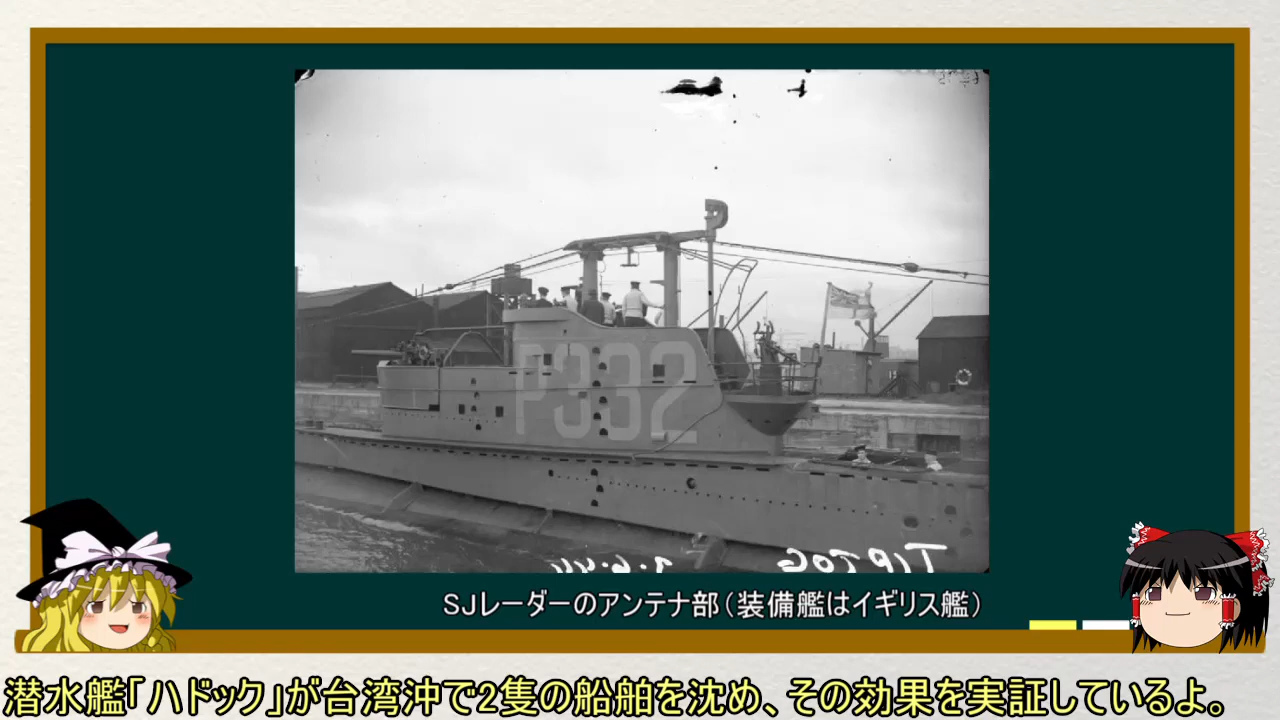 P332
TIPTOG
SJレーダーのアンテナ部（装備艦はイギリス艦）
潜水艦「ハドック」が台湾沖で2隻の船舶を沈め、その効果を実証しているよ。